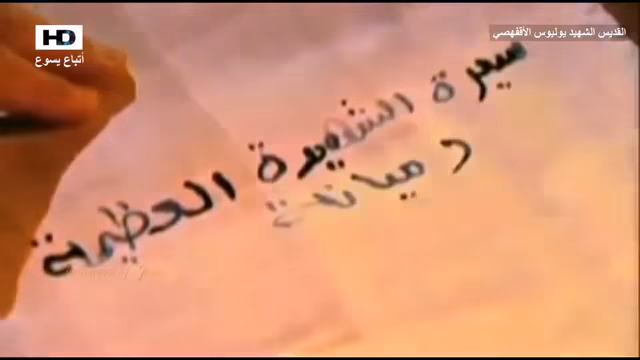 القديس الشهيد يوليوس الأقفهصي
HD
أتباع يسوع
سيرة الشهيدة العظيمة
دميانة